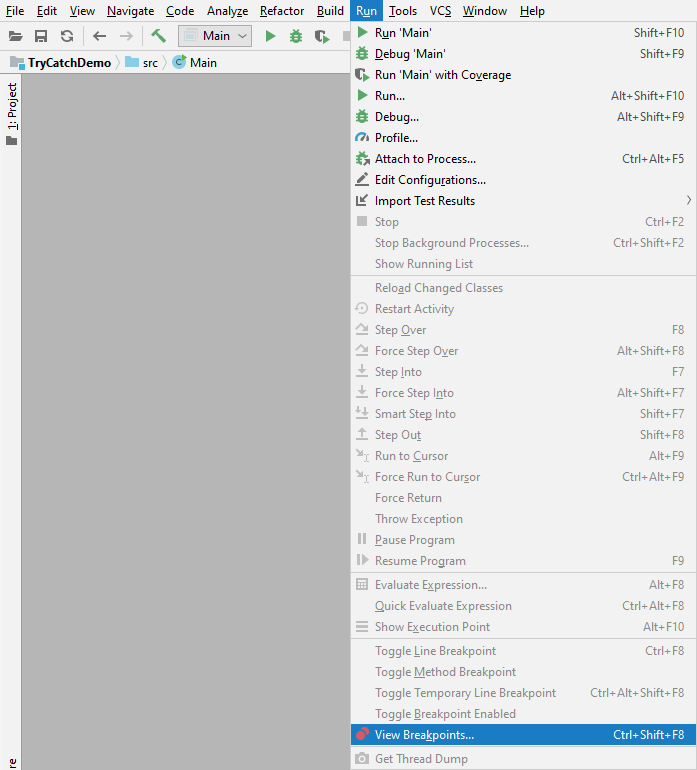 File Edit View Navigate Code Analyze Refactor Build Run Tools VCS Window Help
Main
TryCatchDemo src Main
1: Project
re
Run 'Main' Shift+F10
Debug 'Main' Shift+F9
Run 'Main' with Coverage
Run... Alt+Shift+F10
Debug... Alt+Shift+F9
Profile...
Attach to Process... Ctrl+Alt+F5
Edit Configurations...
Import Test Results
Stop Ctrl+F2
Stop Background Processes... Ctrl+Shift+F2
Show Running List
Reload Changed Classes
Restart Activity
Step Over F8
Force Step Over Alt+Shift+F8
Step Into F7
Force Step Into Alt+Shift+F7
Smart Step Into Shift+F7
Step Out Shift+F8
Run to Cursor Alt+F9
Force Run to Cursor Ctrl+Alt+F9
Force Return
Throw Exception
Pause Program
Resume Program F9
Evaluate Expression... Alt+F8
Quick Evaluate Expression Ctrl+Alt+F8
Show Execution Point Alt+F10
Toggle Line Breakpoint Ctrl+F8
Toggle Method Breakpoint
Toggle Temporary Line Breakpoint Ctrl+Alt+Shift+F8
Toggle Breakpoint Enabled
View Breakpoints... Ctrl+Shift+F8
Get Thread Dump